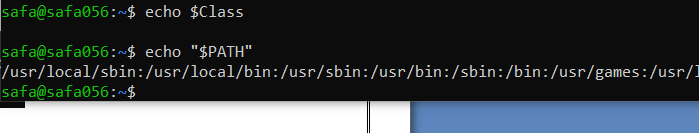 safa@safa056:~$ echo $Class
safa@safa056:~$ echo "$PATH"
/usr/local/sbin:/usr/local/bin:/usr/sbin:/usr/bin:/sbin:/bin:/usr/games:/usr/
safa@safa056:~$